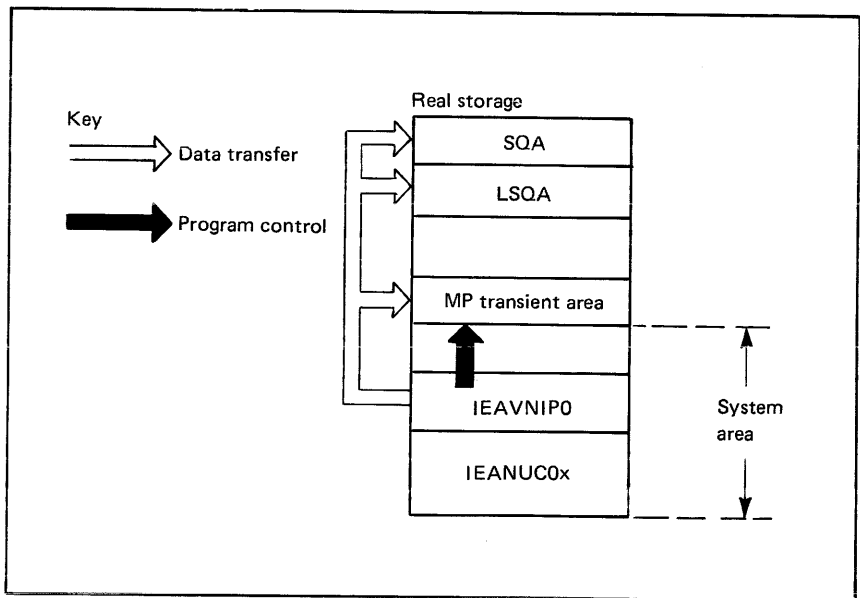 Key
Data transfer
Program control
Real storage
SQA
LSQA
MP transient area
IEAVNIP0
IEANUC0x
System
area